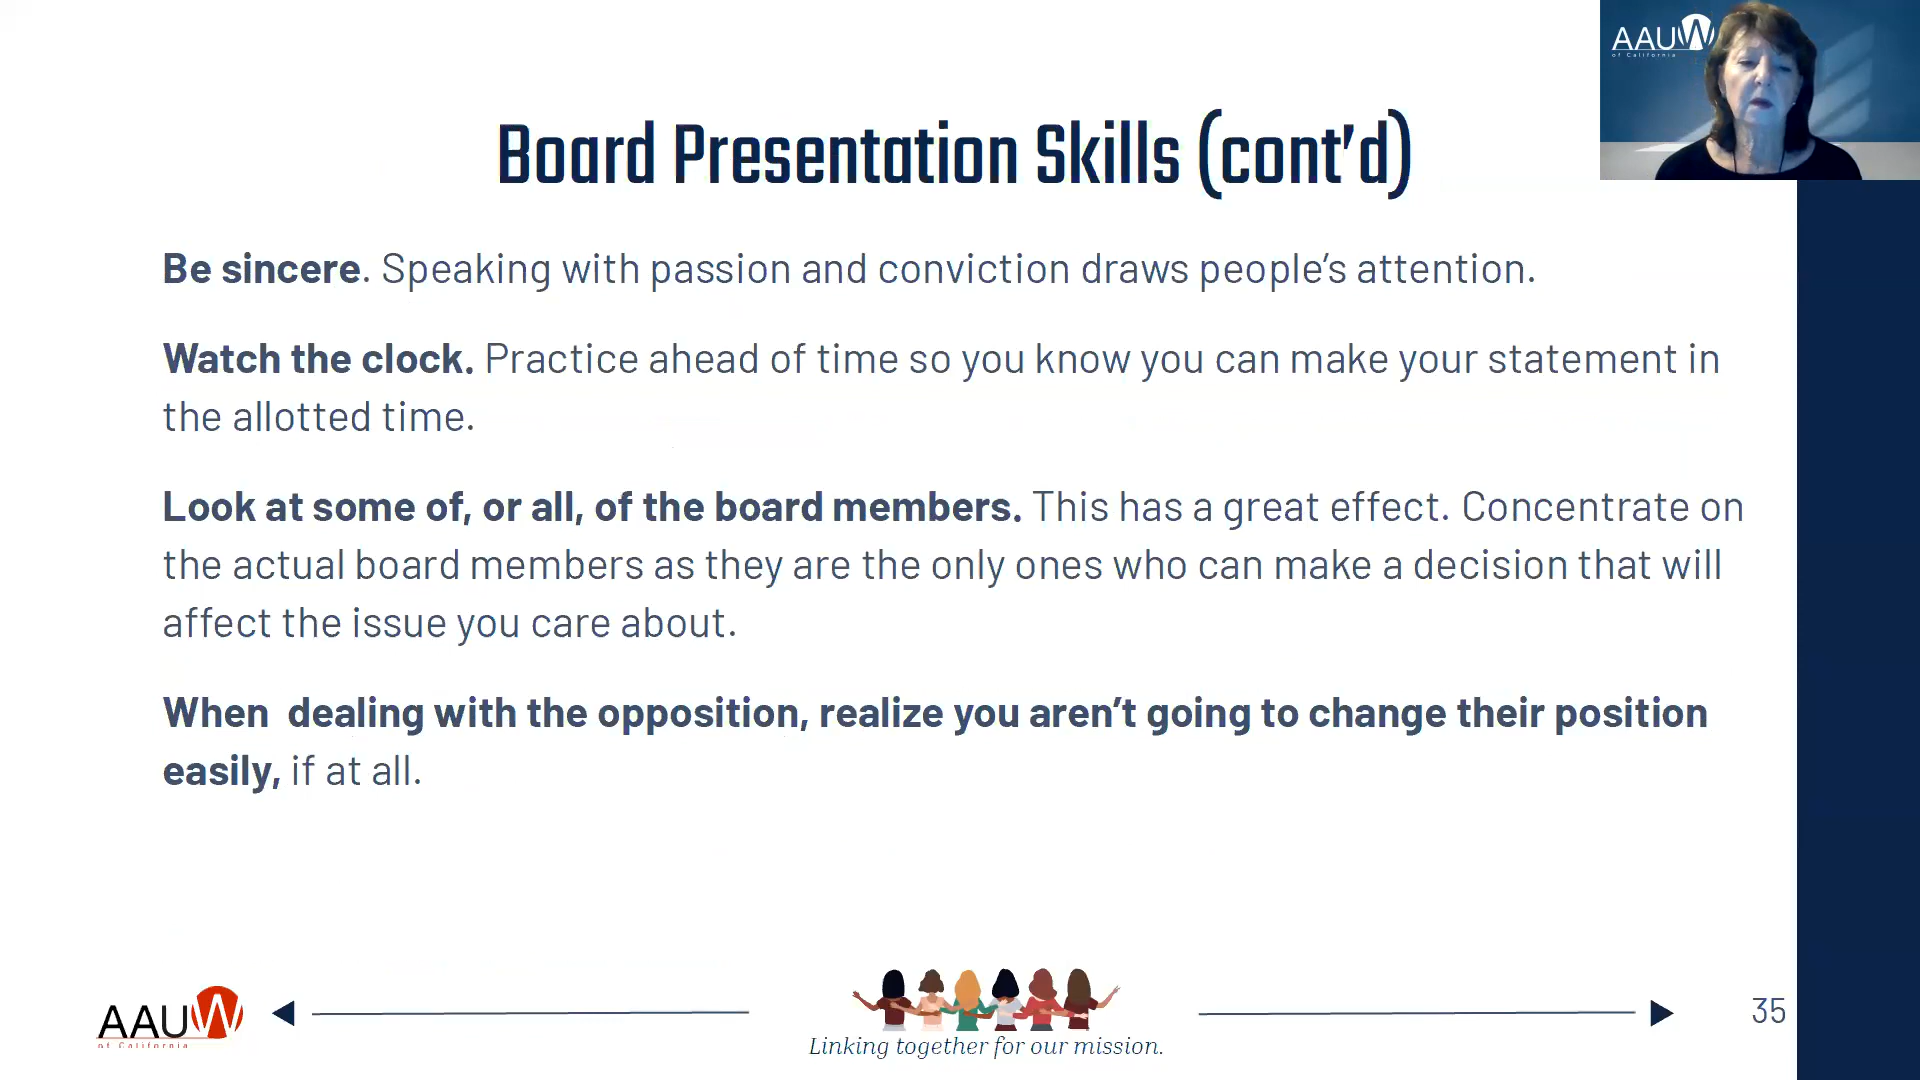 AAUW
of California
Board Presentation Skills (cont'd)
Be sincere. Speaking with passion and conviction draws people's attention.
Watch the clock. Practice ahead of time so you know you can make your statement in
the allotted time.
Look at some of, or all, of the board members. This has a great effect. Concentrate on
the actual board members as they are the only ones who can make a decision that will
affect the issue you care about.
When  dealing with the opposition, realize you aren't going to change their position
easily, if at all.
AAUW
of California
Linking together for our mission.
35